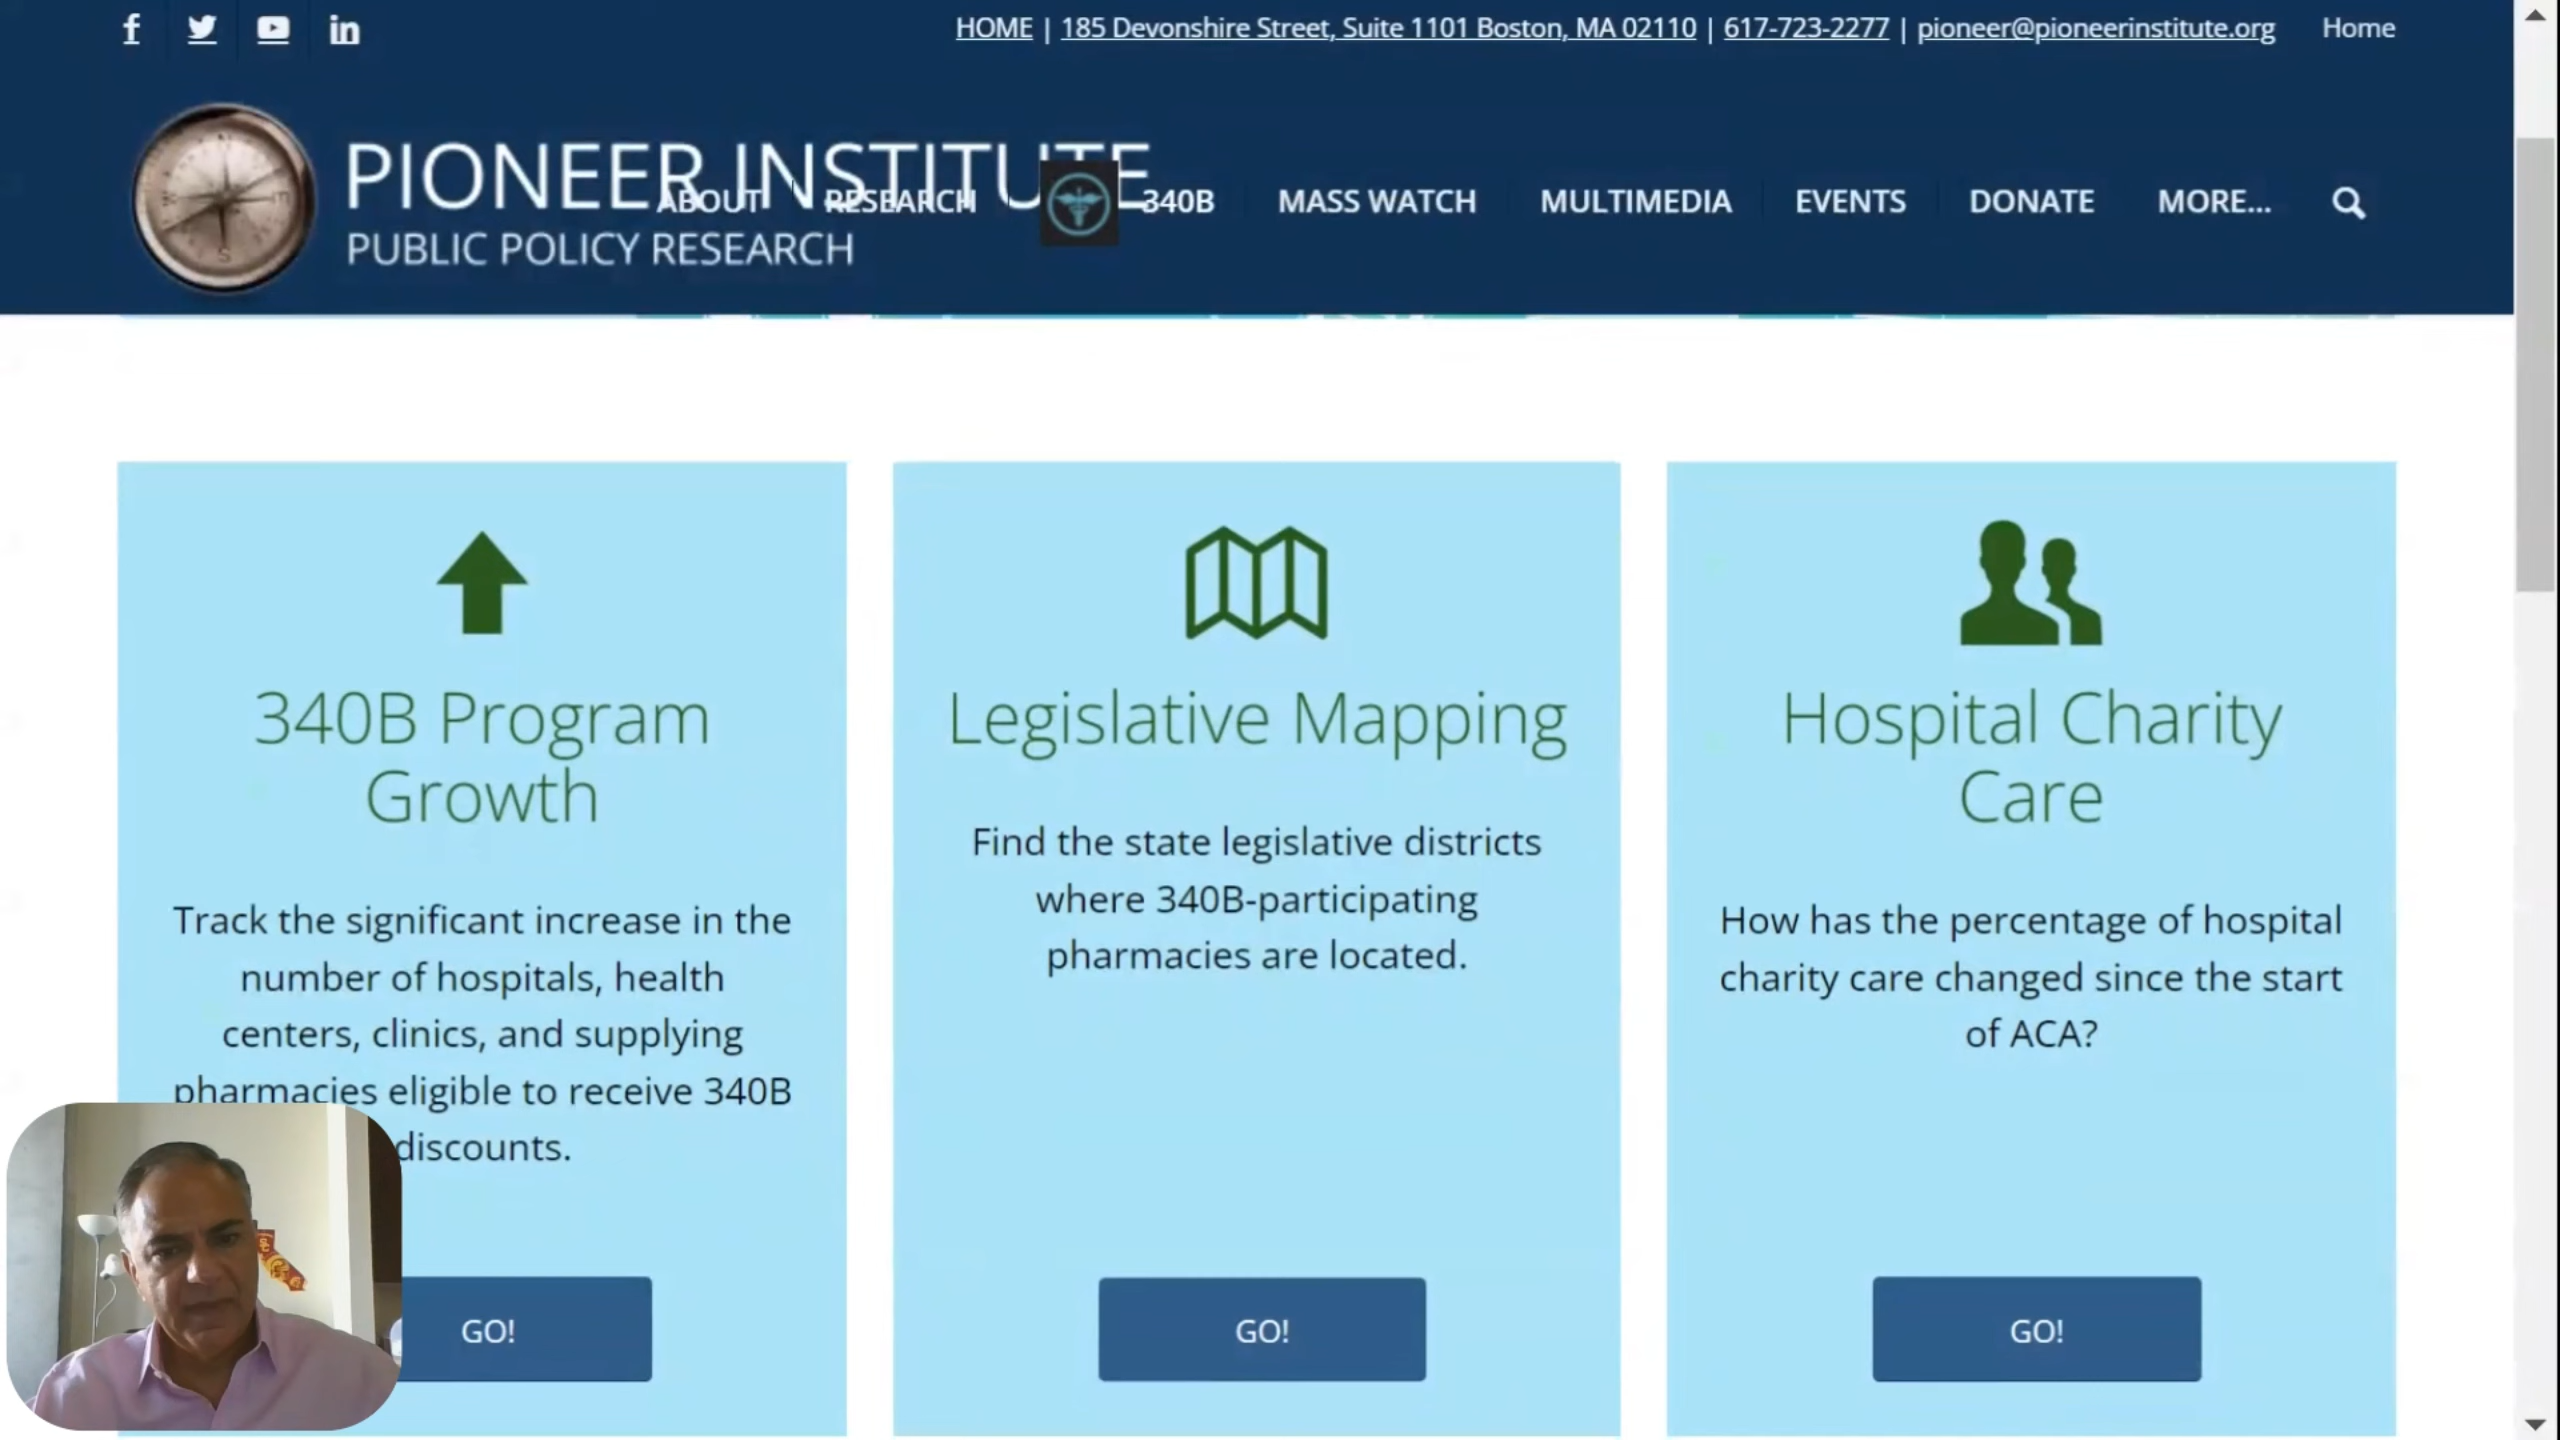 HOME | 185 Devonshire Street, Suite 1101 Boston, MA 02110 | 617-723-2277 | pioneer@pioneerinstitute.org Home
PIONEER INSTITUTE
PUBLIC POLICY RESEARCH
ABOUT RESEARCH 340B MASS WATCH MULTIMEDIA EVENTS DONATE MORE...
340B Program
Growth
Track the significant increase in the
number of hospitals, health
centers, clinics, and supplying
pharmacies eligible to receive 340B
discounts.
GO!
Legislative Mapping
Find the state legislative districts
where 340B-participating
pharmacies are located.
GO!
Hospital Charity
Care
How has the percentage of hospital
charity care changed since the start
of ACA?
GO!